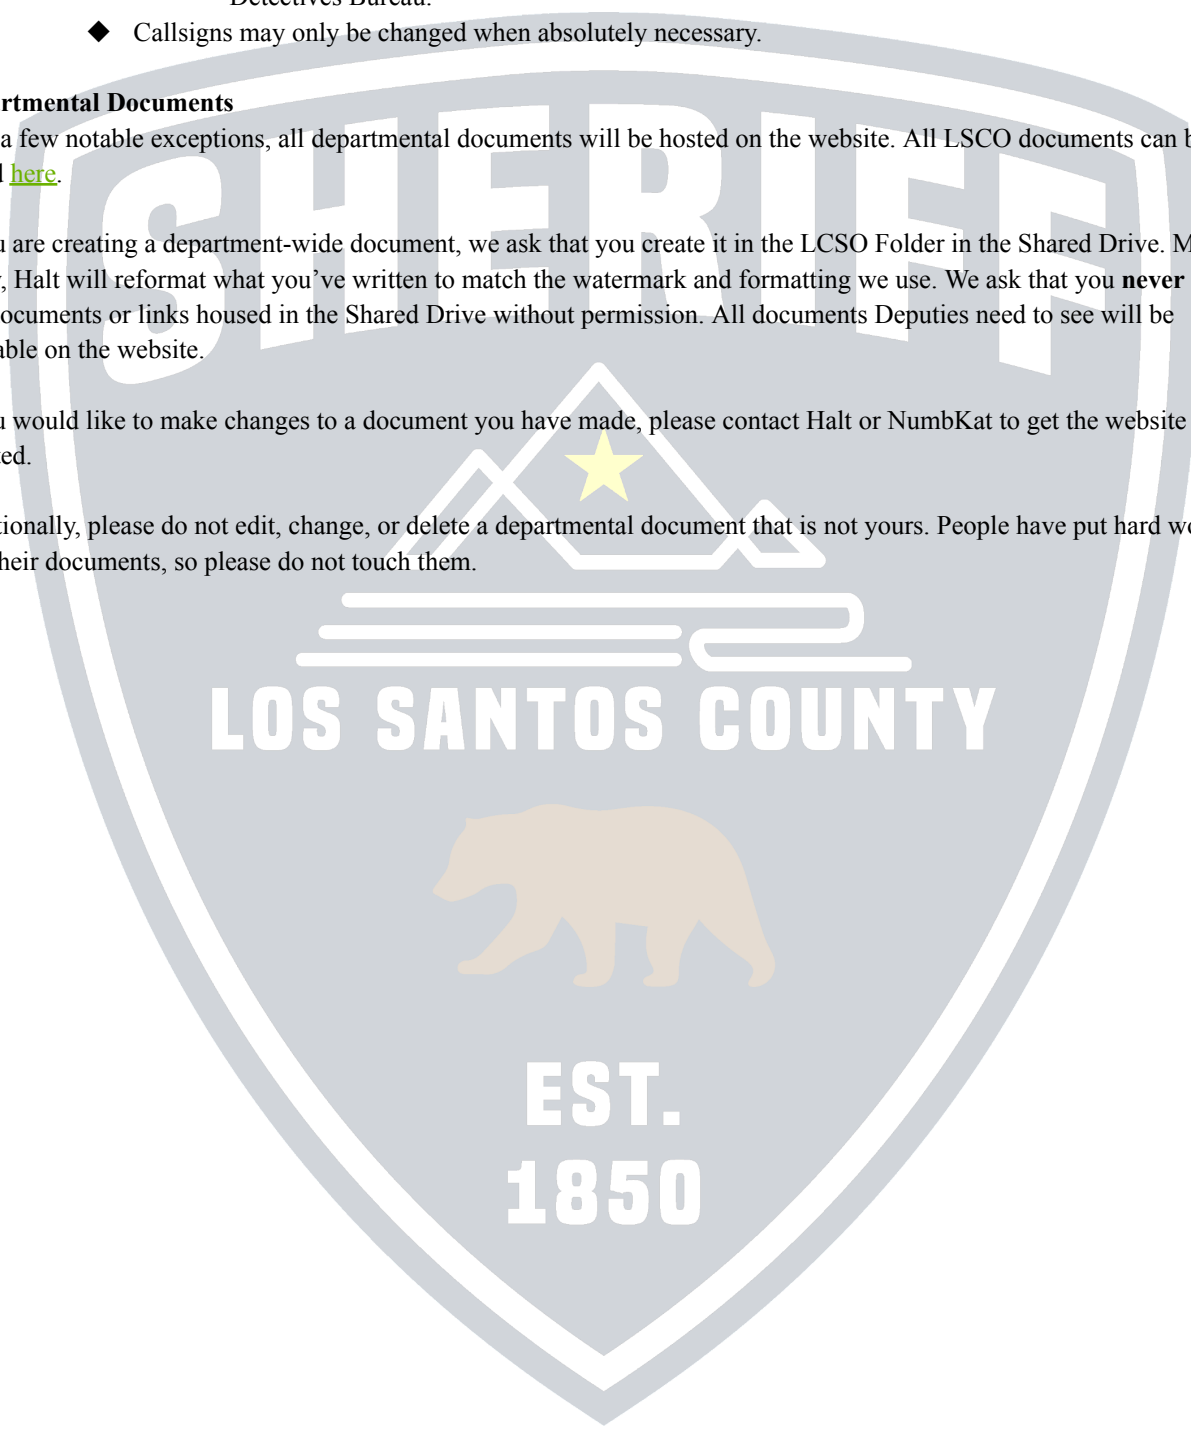 Detectives Bureau.
◆ Callsigns may only be changed when absolutely necessary.
rtmental Documents
a few notable exceptions, all departmental documents will be hosted on the website. All LSCO documents can b
here.
u are creating a department-wide document, we ask that you create it in the LCSO Folder in the Shared Drive. M
, Halt will reformat what you’ve written to match the watermark and formatting we use. We ask that you never
ocuments or links housed in the Shared Drive without permission. All documents Deputies need to see will be
able on the website.
u would like to make changes to a document you have made, please contact Halt or NumbKat to get the website
ted.
tionally, please do not edit, change, or delete a departmental document that is not yours. People have put hard wo
heir documents, so please do not touch them.
SHERIFF
LOS SANTOS COUNTY
EST.
1850